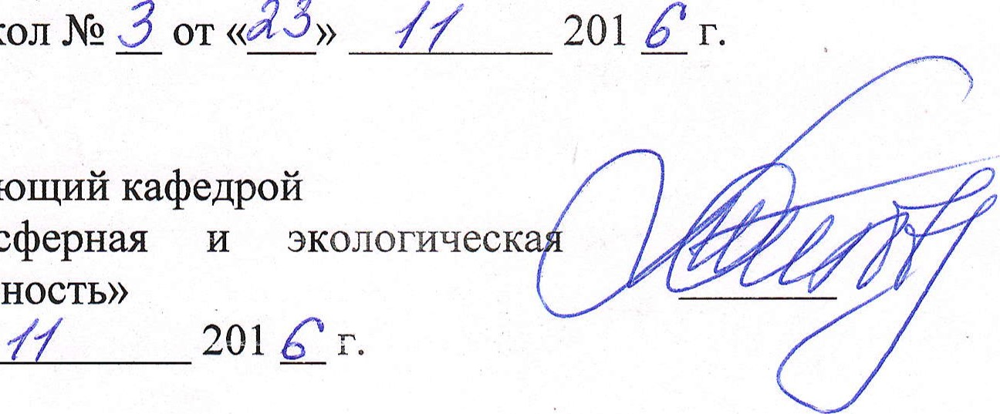 кол № 3 от «23» 11 201 6 г.
ющий кафедрой
сферная и экологическая
ность»
11 201 6 г.